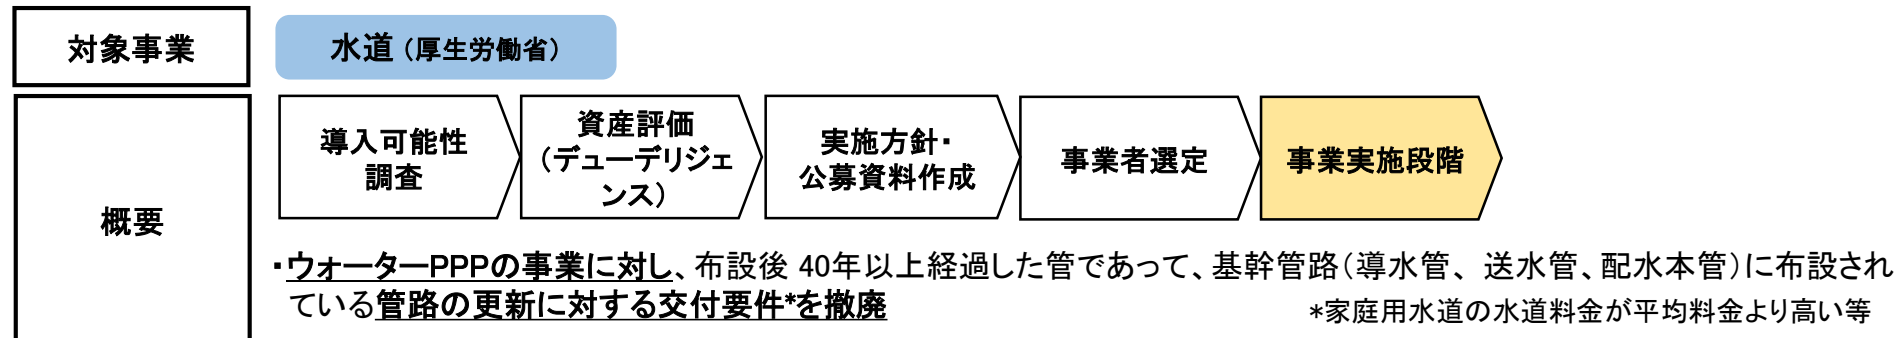 対象事業
水道（厚生労働省）
概要
導入可能性
調査
資産評価
（デューデリジェ
ンス）
実施方針・
公募資料作成
事業者選定
事業実施段階
・ウォーターPPPの事業に対し、布設後 40年以上経過した管であって、基幹管路（導水管、 送水管、配水本管）に布設され
ている管路の更新に対する交付要件*を撤廃
*家庭用水道の水道料金が平均料金より高い等